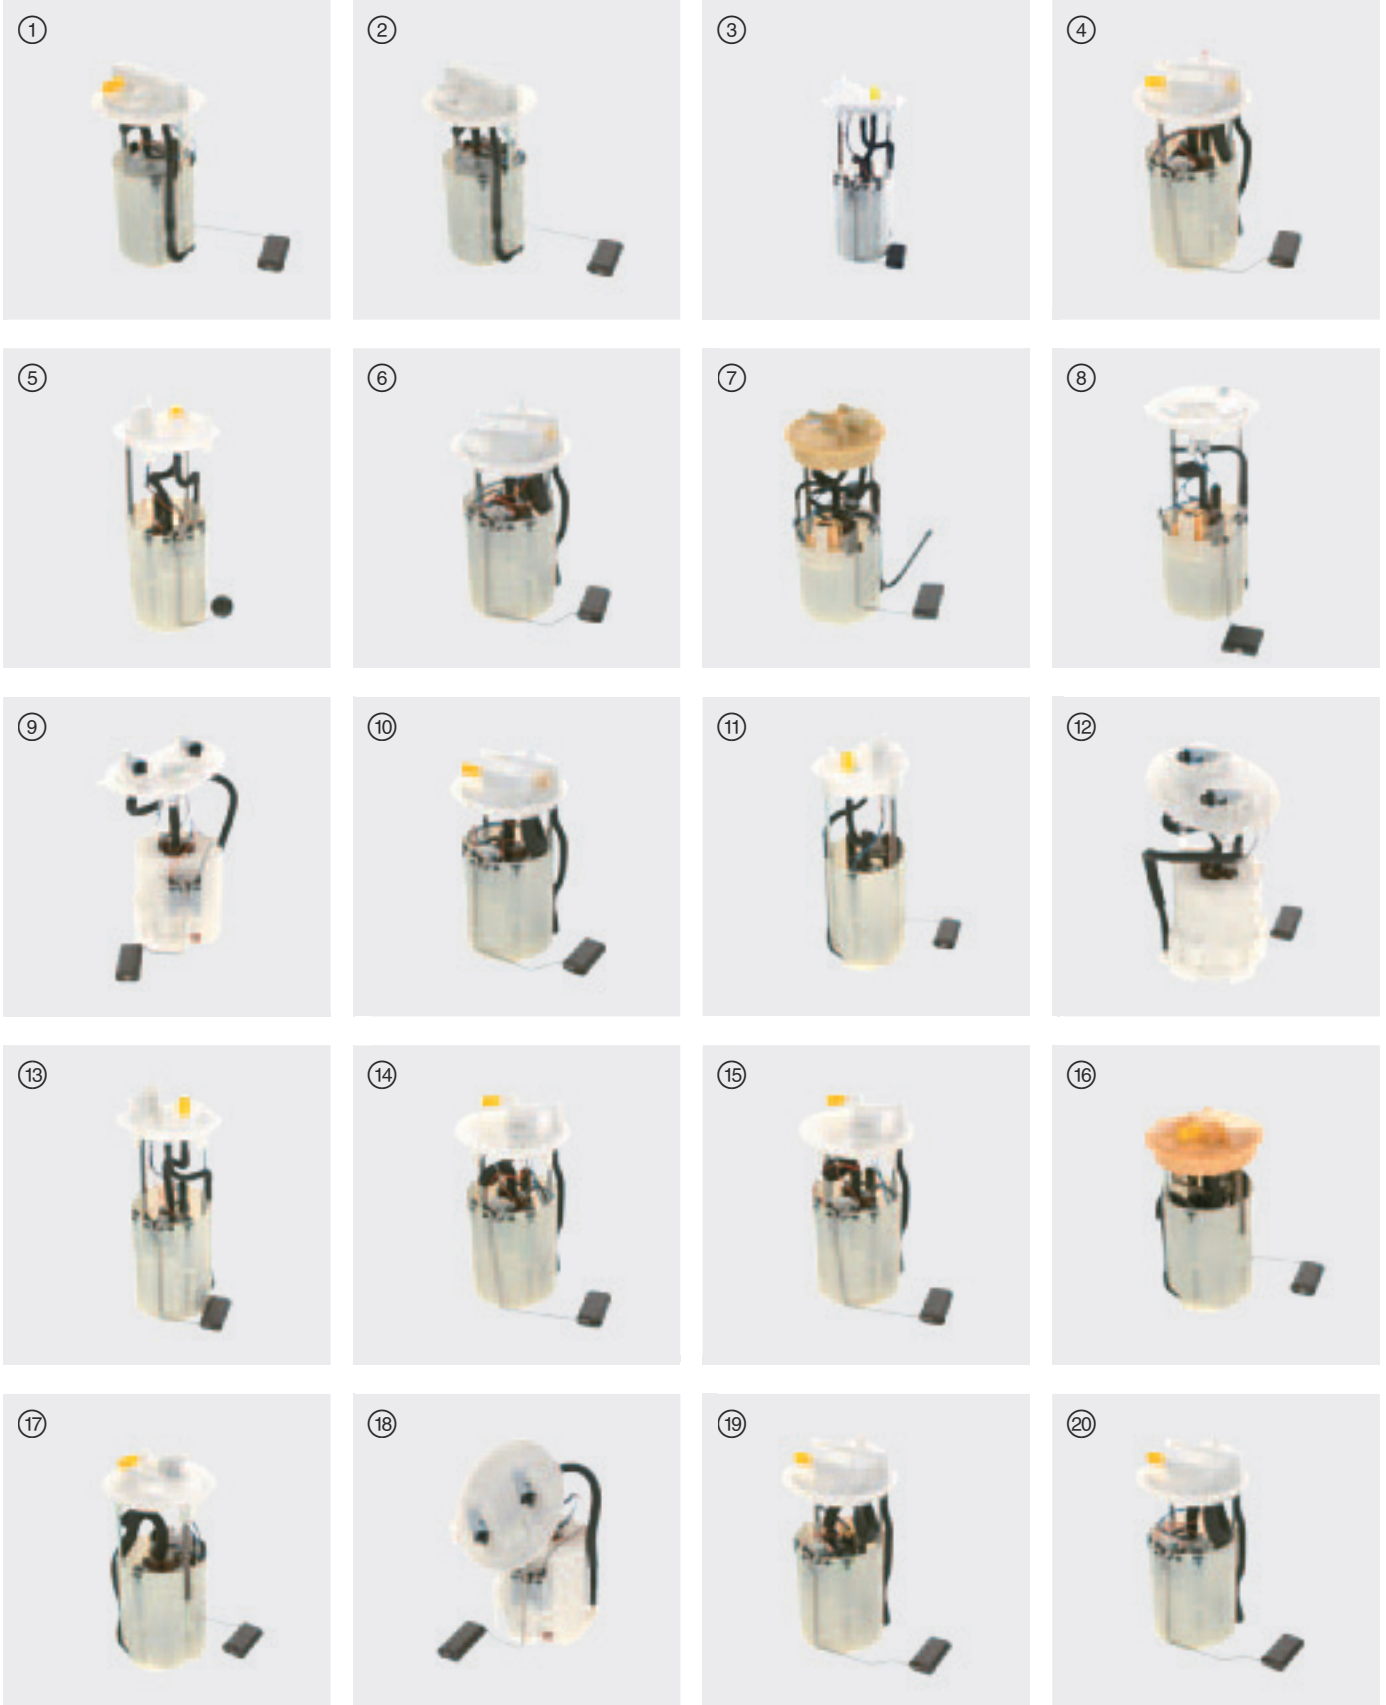 ① ② ③ ④
⑤ ⑥ ⑦ ⑧
⑨ ⑩ ⑪ ⑫
⑬ ⑭ ⑮ ⑯
⑰ ⑱ ⑲ ⑳